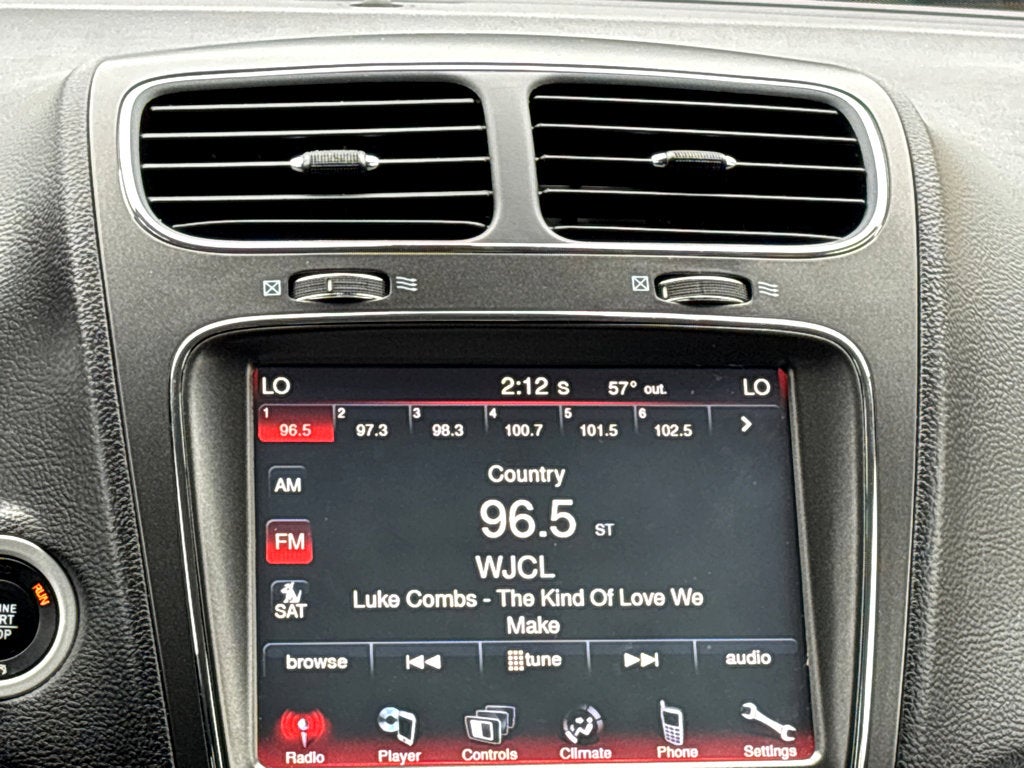 LO 2:12 S 57° out. LO
1 2 3 4 5 6
96.5 97.3 98.3 100.7 101.5 102.5 >
Country
AM
96.5 ST
FM
WJCL
Luke Combs - The Kind Of Love We
SAT
Make
browse tune audio
Radio Player Controls Climate Phone Settings
RUN